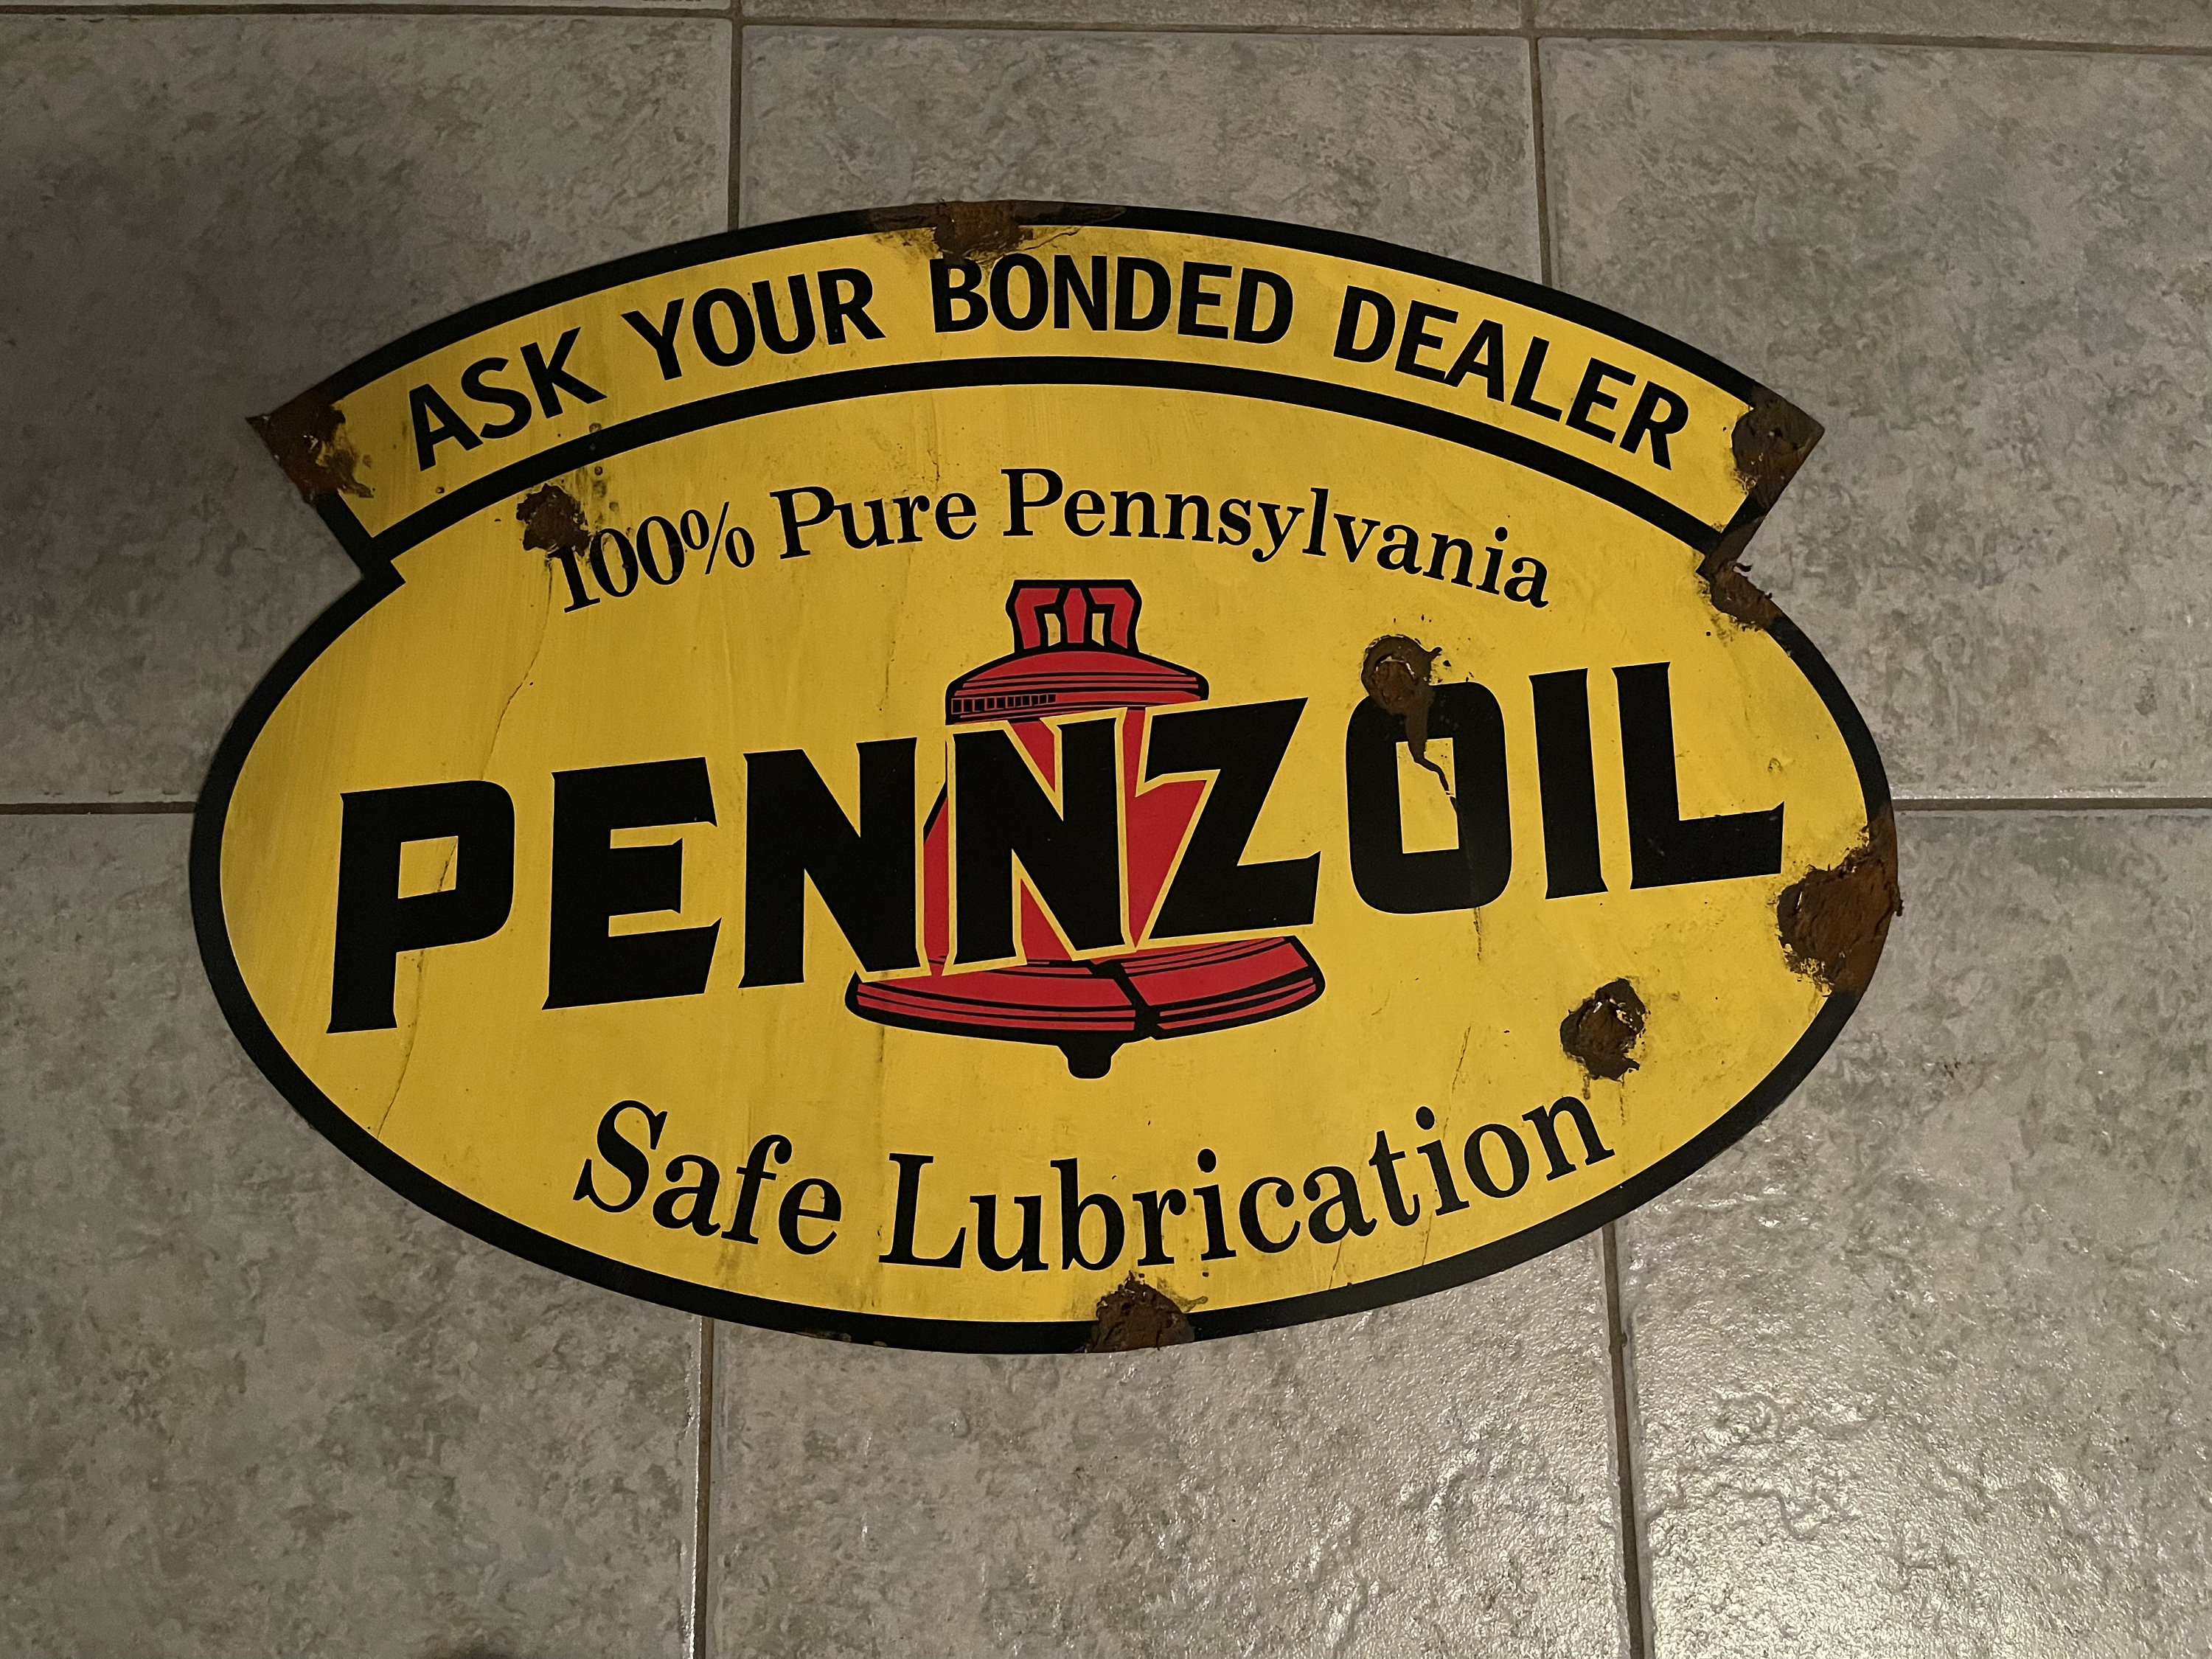 ASK YOUR BONDED DEALER
100% Pure Pennsylvania
PENNZOIL
Safe Lubrication